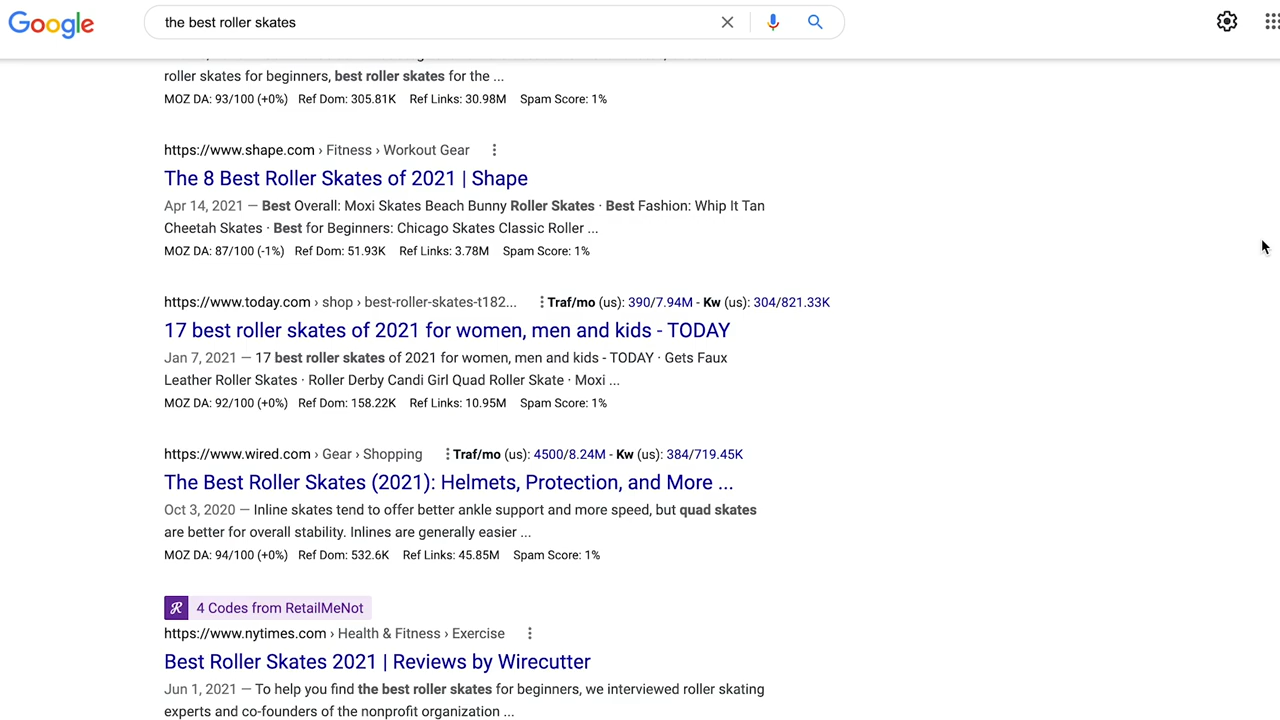 Google
the best roller skates
roller skates for beginners, best roller skates for the ...
MOZ DA: 93/100 (+0%) Ref Dom: 305.81K Ref Links: 30.98M Spam Score: 1%
https://www.shape.com › Fitness › Workout Gear
The 8 Best Roller Skates of 2021 | Shape
Apr 14, 2021 — Best Overall: Moxi Skates Beach Bunny Roller Skates · Best Fashion: Whip It Tan
Cheetah Skates · Best for Beginners: Chicago Skates Classic Roller ...
MOZ DA: 87/100 (-1%) Ref Dom: 51.93K Ref Links: 3.78M Spam Score: 1%
https://www.today.com › shop › best-roller-skates-t182... Traf/mo (us): 390/7.94M - Kw (us): 304/821.33K
17 best roller skates of 2021 for women, men and kids - TODAY
Jan 7, 2021 — 17 best roller skates of 2021 for women, men and kids - TODAY · Gets Faux
Leather Roller Skates · Roller Derby Candi Girl Quad Roller Skate · Moxi ...
MOZ DA: 92/100 (+0%) Ref Dom: 158.22K Ref Links: 10.95M Spam Score: 1%
https://www.wired.com › Gear › Shopping Traf/mo (us): 4500/8.24M - Kw (us): 384/719.45K
The Best Roller Skates (2021): Helmets, Protection, and More ...
Oct 3, 2020 — Inline skates tend to offer better ankle support and more speed, but quad skates
are better for overall stability. Inlines are generally easier ...
MOZ DA: 94/100 (+0%) Ref Dom: 532.6K Ref Links: 45.85M Spam Score: 1%
4 Codes from RetailMeNot
https://www.nytimes.com › Health & Fitness › Exercise
Best Roller Skates 2021 | Reviews by Wirecutter
Jun 1, 2021 — To help you find the best roller skates for beginners, we interviewed roller skating
experts and co-founders of the nonprofit organization ...